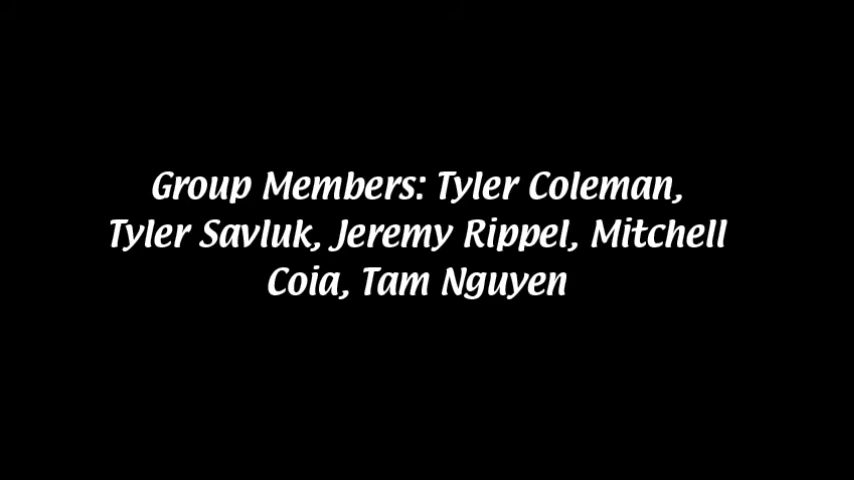 Group Members: Tyler Coleman,
Tyler Savluk, Jeremy Rippel, Mitchell
Coia, Tam Nguyen